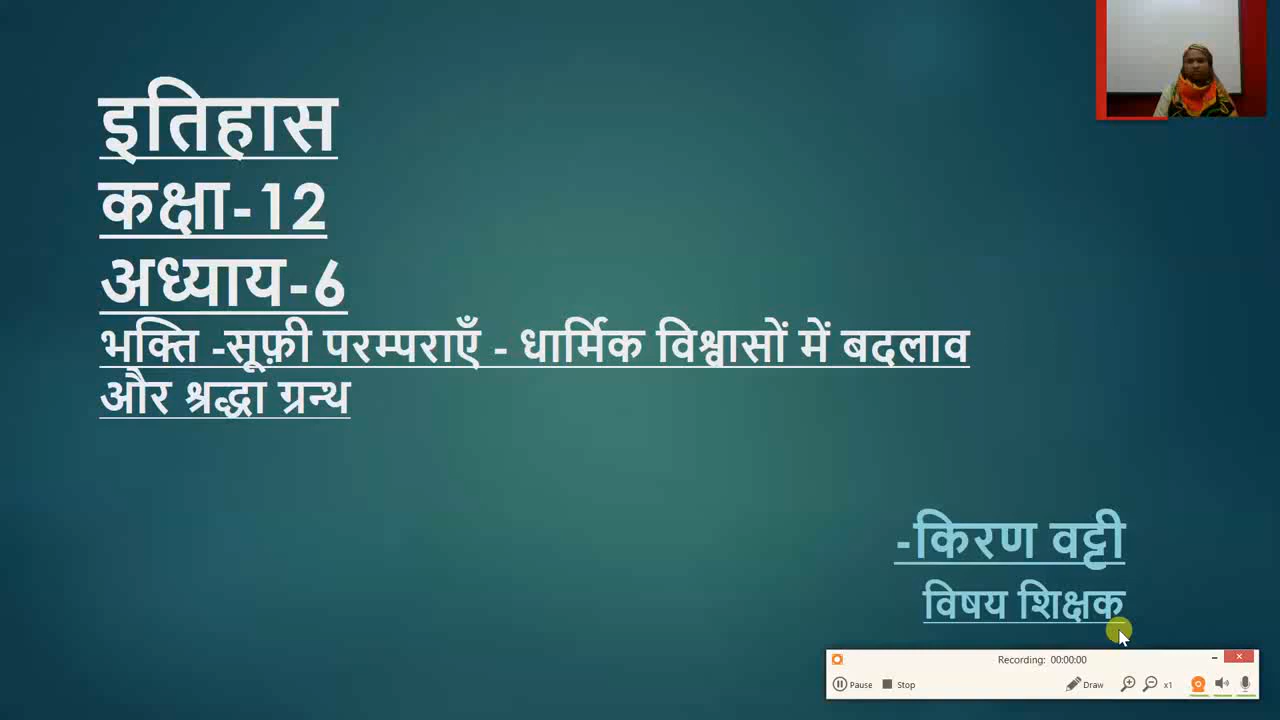 इतिहास
कक्षा-12
अध्याय-6
भक्ति -सूफ़ी परम्पराएँ - धार्मिक विश्वासों में बदलाव
और श्रद्धा ग्रन्थ
-किरण वट्टी
विषय शिक्षक
Recording: 00:00:00
Pause Stop Draw x1